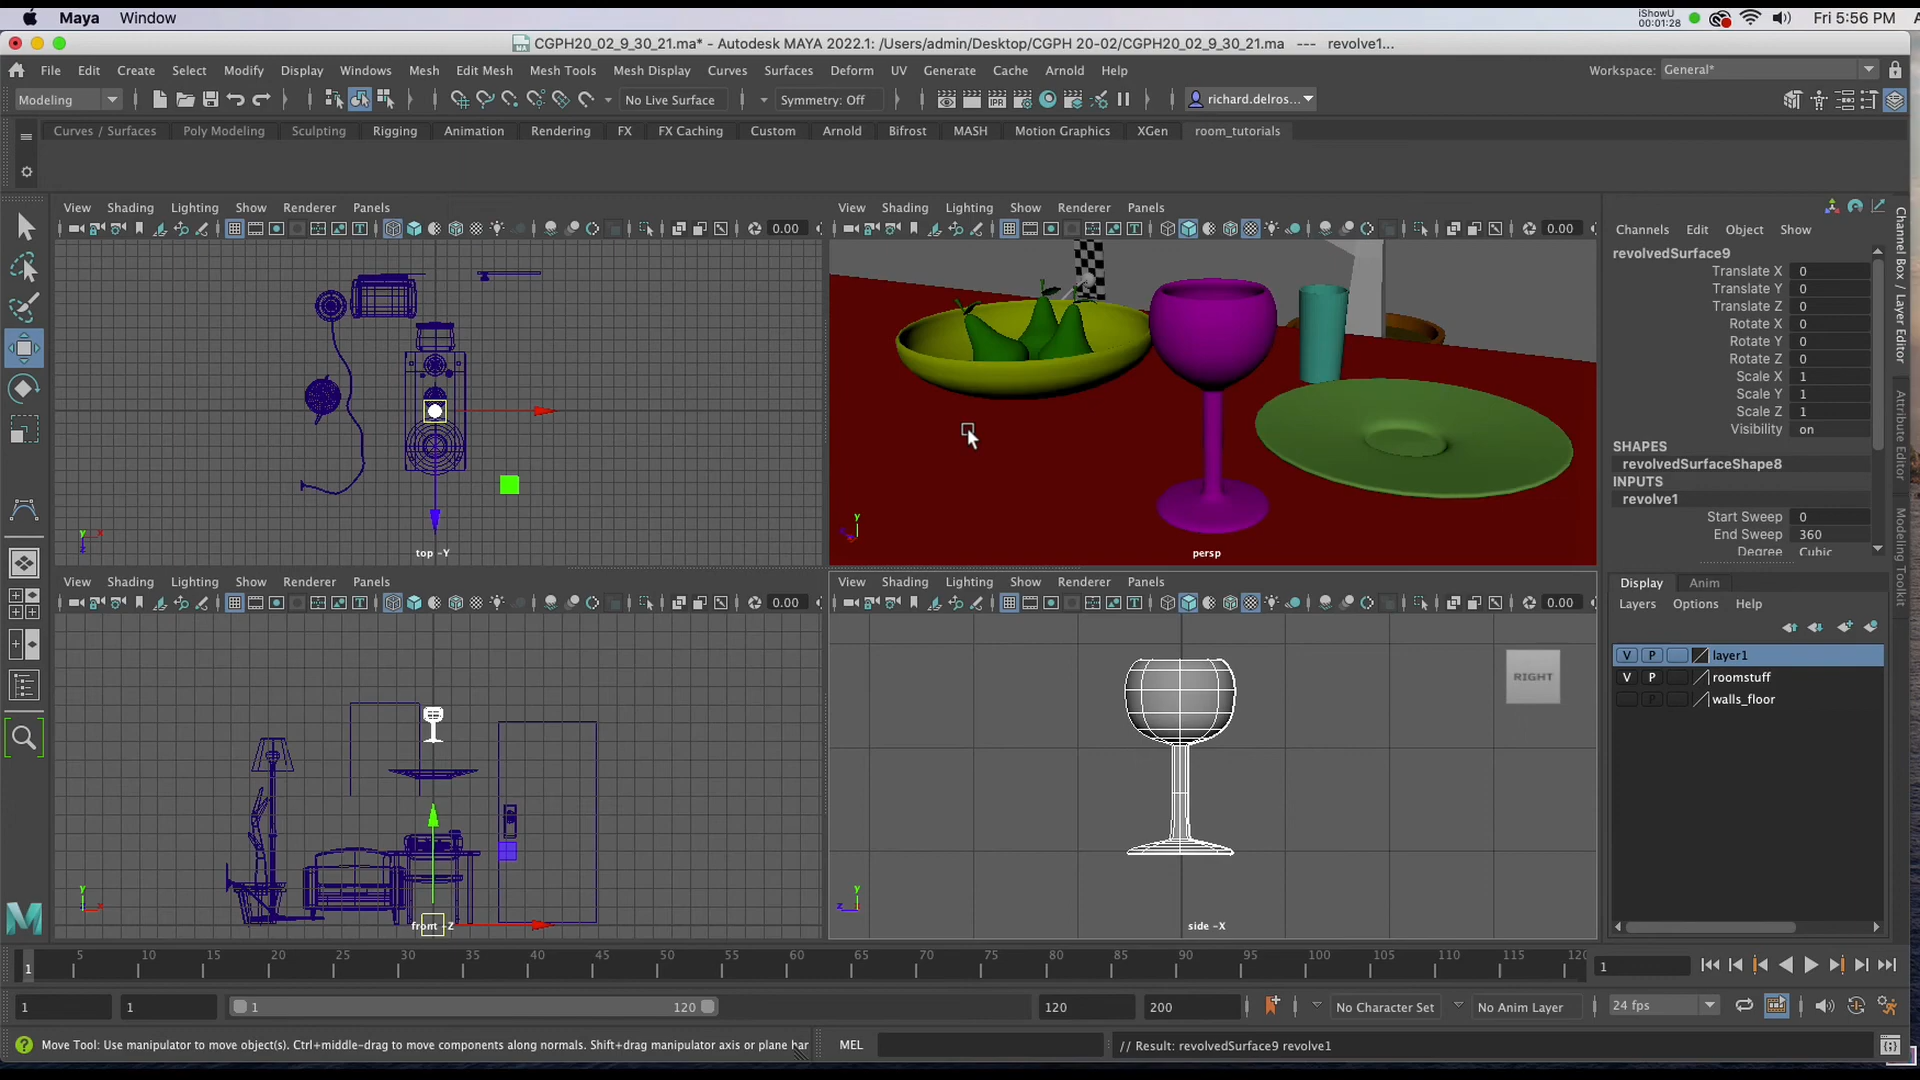 Maya Window
iShowU
00:01:28
Fri 5:56 PM
CGPH20_02_9_30_21.ma* - Autodesk MAYA 2022.1: /Users/admin/Desktop/CGPH 20-02/CGPH20_02_9_30_21.ma --- revolve1...
File Edit Create Select Modify Display Windows Mesh Edit Mesh Mesh Tools Mesh Display Curves Surfaces Deform UV Generate Cache Arnold Help
Workspace: General*
Modeling
No Live Surface
Symmetry: Off
IPR
richard.delros...
Curves / Surfaces Poly Modeling Sculpting Rigging Animation Rendering FX FX Caching Custom Arnold Bifrost MASH Motion Graphics XGen room_tutorials
View Shading Lighting Show Renderer Panels
0.00
top -Y
View Shading Lighting Show Renderer Panels
0.00
persp
View Shading Lighting Show Renderer Panels
0.00
front -Z
View Shading Lighting Show Renderer Panels
0.00
RIGHT
side -X
Channels Edit Object Show
revolvedSurface9
Translate X 0
Translate Y 0
Translate Z 0
Rotate X 0
Rotate Y 0
Rotate Z 0
Scale X 1
Scale Y 1
Scale Z 1
Visibility on
SHAPES
revolvedSurfaceShape8
INPUTS
revolve1
Start Sweep 0
End Sweep 360
Degree Cubic
Channel Box / Layer Editor
Attribute Editor
Modeling Toolkit
Display Anim
Layers Options Help
V P layer1
V P roomstuff
walls_floor
1 5 10 15 20 25 30 35 40 45 50 55 60 65 70 75 80 85 90 95 100 105 110 115 120
1
1 1 1 120 120 200 No Character Set No Anim Layer 24 fps
Move Tool: Use manipulator to move object(s). Ctrl+middle-drag to move components along normals. Shift+drag manipulator axis or plane har
MEL
// Result: revolvedSurface9 revolve1